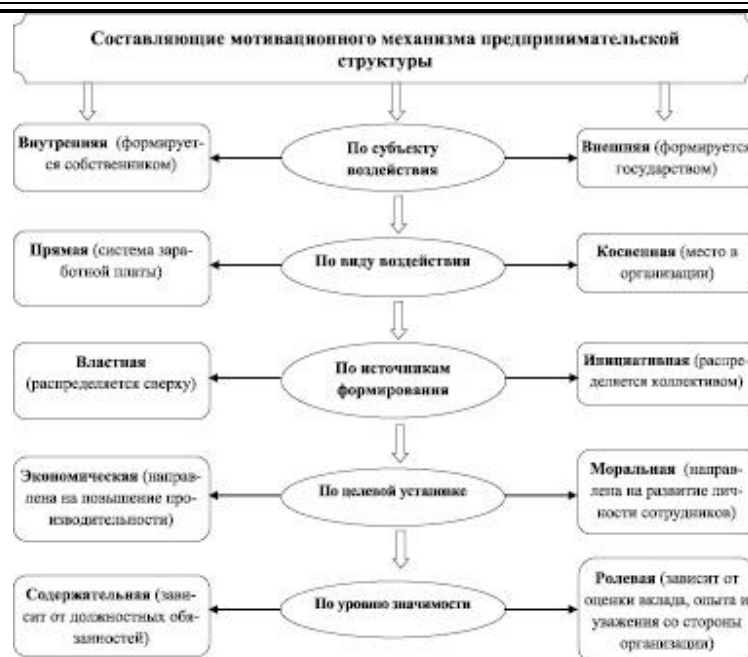 Составляющие мотивационного механизма предпринимательской
структуры
Внутренняя (формирует-
ся собственником)
По субъекту
воздействия
Внешняя (формируется
государством)
Прямая (система зара-
ботной платы)
По виду воздействия
Косвенная (место в
организации)
Властная
(распределяется сверху)
По источникам
формирования
Инициативная (распре-
деляется коллективом)
Экономическая (направ-
лена на повышение про-
изводительности)
По целевой установке
Моральная (направ-
лена на развитие лич-
ности сотрудников)
Содержательная (зави-
сит от должностных обя-
занностей)
По уровню значимости
Ролевая (зависит от
оценки вклада, опыта и
уважения со стороны
организации)